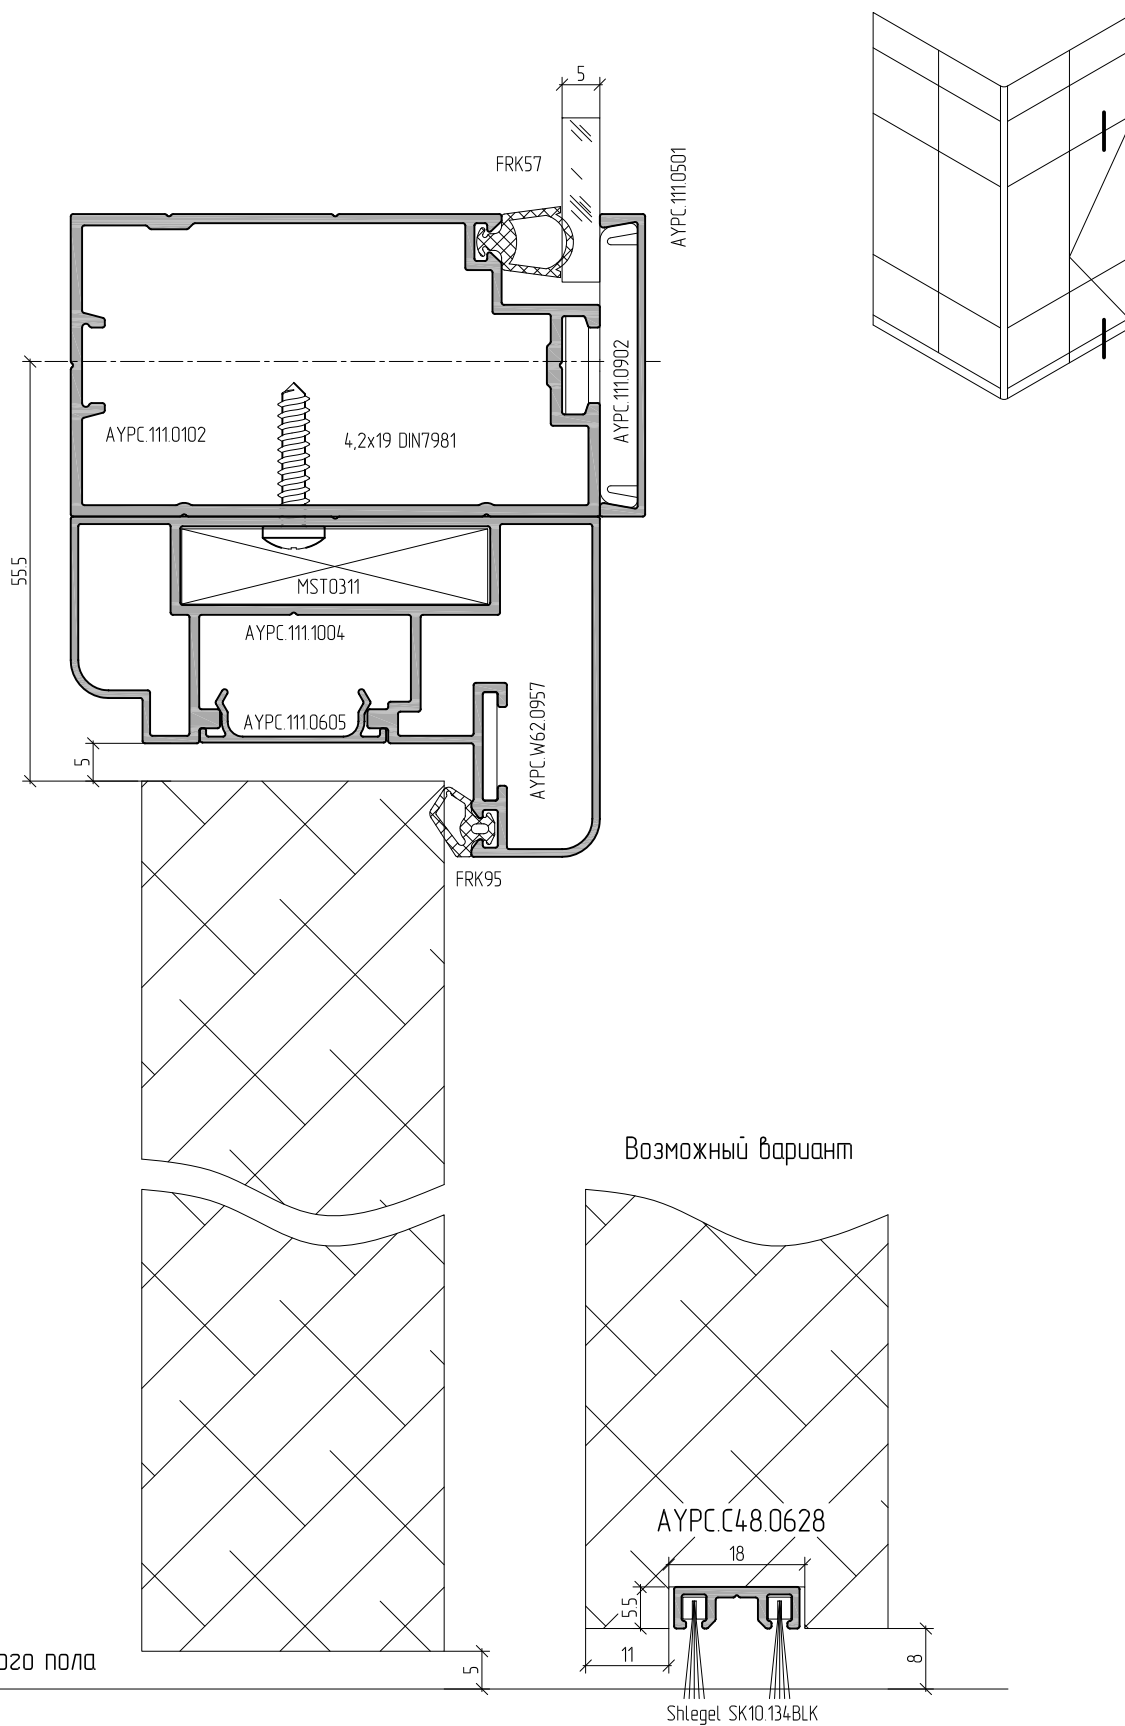 5
FRK57
AYPC.111.0501
AYPC.111.0902
AYPC.111.0102
4,2x19 DIN7981
55.5
MST0311
AYPC.111.1004
AYPC.111.0605
AYPC.W62.0957
5
FRK95
Возможный вариант
AYPC.C48.0628
18
5.5
11
8
ого пола
5
Shlegel SK10.134BLK